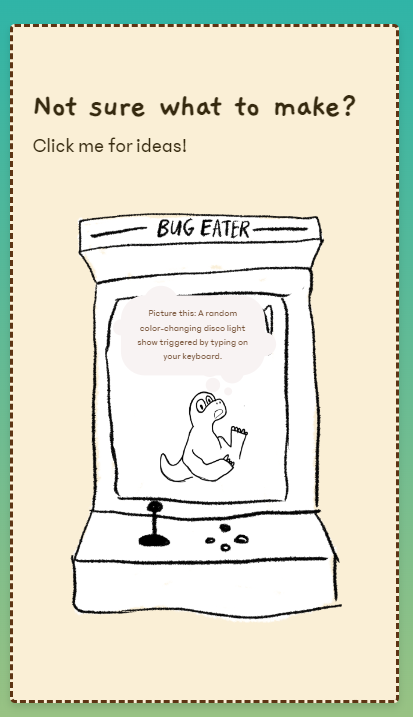 Not sure what to make?
Click me for ideas!
BUG EATER
Picture this: A random
color-changing disco light
show triggered by typing on
your keyboard.